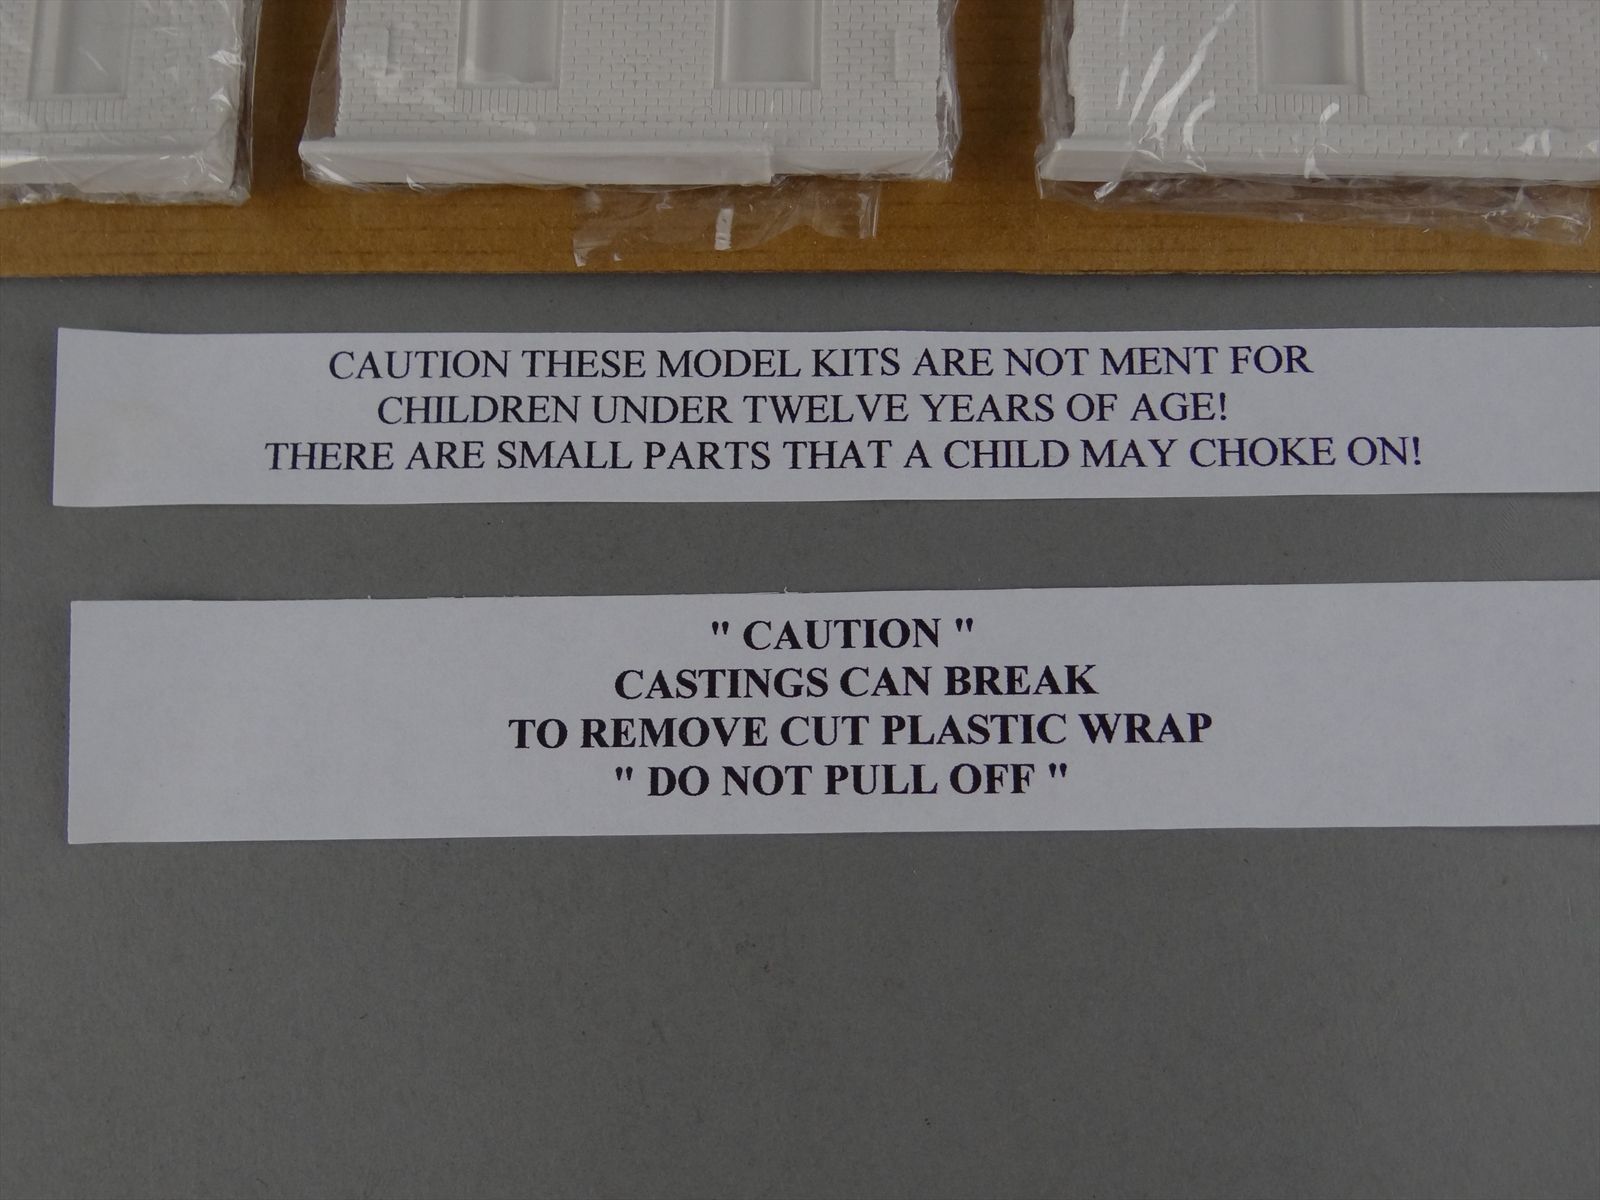 CAUTION THESE MODEL KITS ARE NOT MENT FOR
CHILDREN UNDER TWELVE YEARS OF AGE!
THERE ARE SMALL PARTS THAT A CHILD MAY CHOKE ON!
" CAUTION "
CASTINGS CAN BREAK
TO REMOVE CUT PLASTIC WRAP
" DO NOT PULL OFF "